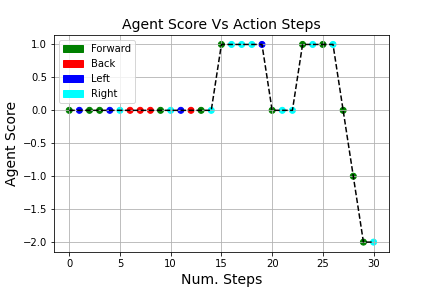 Agent Score Vs Action Steps
Agent Score
1.0
0.5
0.0
−0.5
−1.0
−1.5
−2.0
Forward
Back
Left
Right
0 5 10 15 20 25 30
Num. Steps